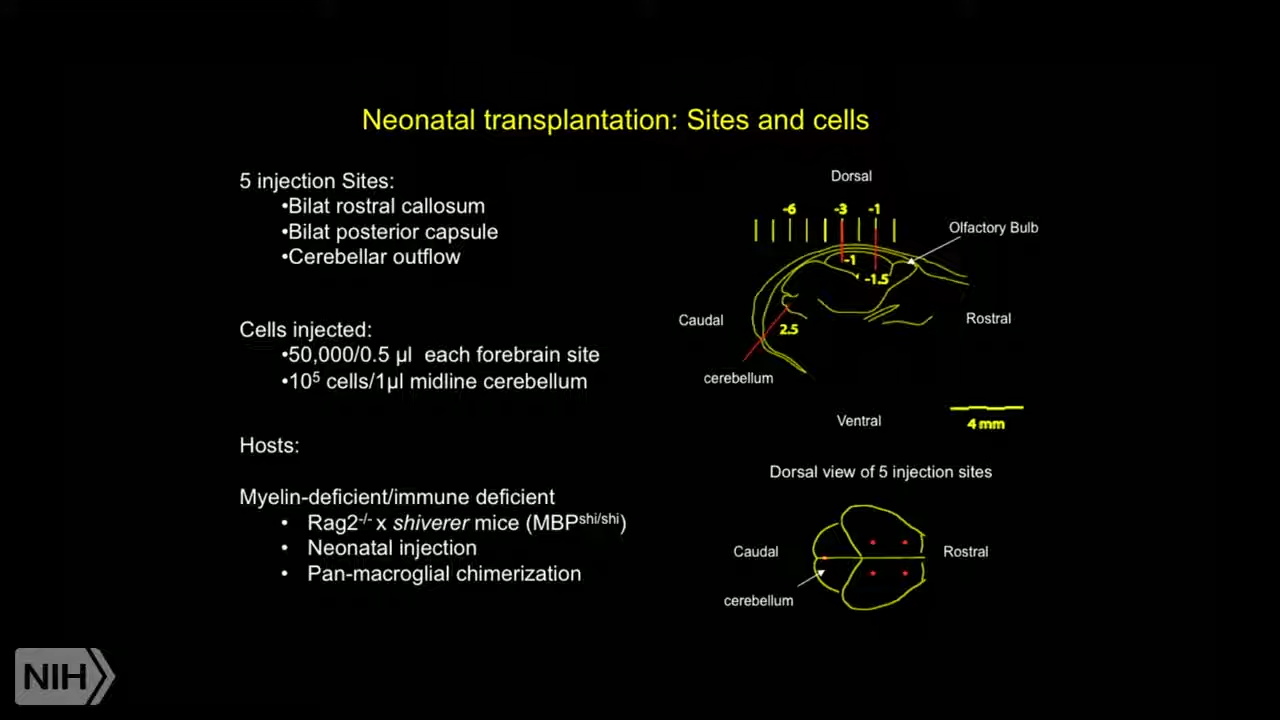 Neonatal transplantation: Sites and cells
5 injection Sites:
•Bilat rostral callosum
•Bilat posterior capsule
•Cerebellar outflow
Cells injected:
•50,000/0.5 µl  each forebrain site
•10⁵ cells/1µl midline cerebellum
Hosts:
Myelin-deficient/immune deficient
• Rag2⁻/⁻ x shiverer mice (MBPshi/shi)
• Neonatal injection
• Pan-macroglial chimerization
Dorsal
-6 -3 -1
Olfactory Bulb
-1
-1.5
Caudal
Rostral
2.5
cerebellum
Ventral
4 mm
Dorsal view of 5 injection sites
Caudal
Rostral
cerebellum
NIH